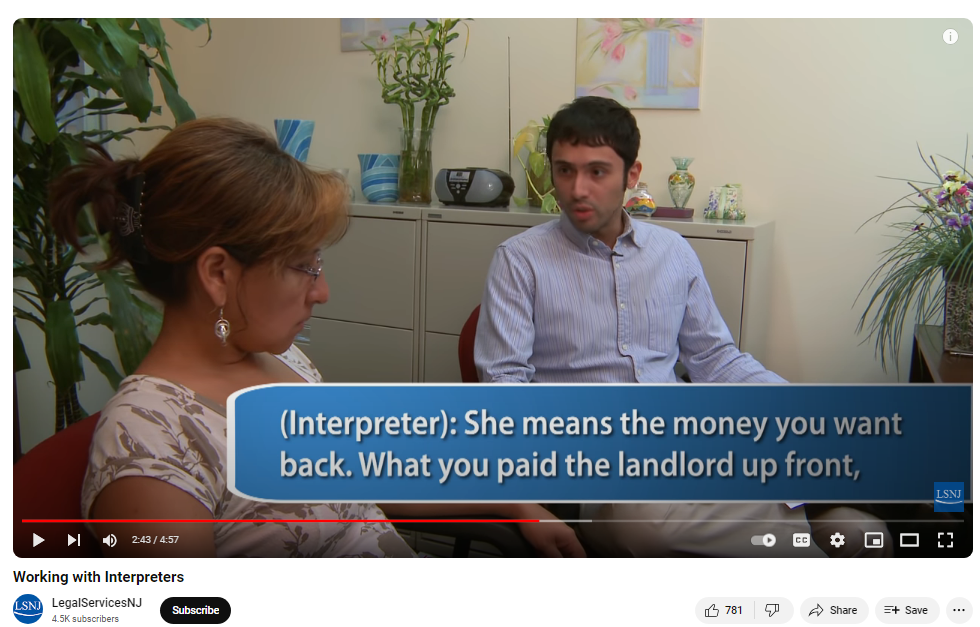 (Interpreter): She means the money you want
back. What you paid the landlord up front,
LSNJ
2:43 / 4:57
CC
Working with Interpreters
LSNJ
LegalServicesNJ
4.5K subscribers
Subscribe
781
Share
Save